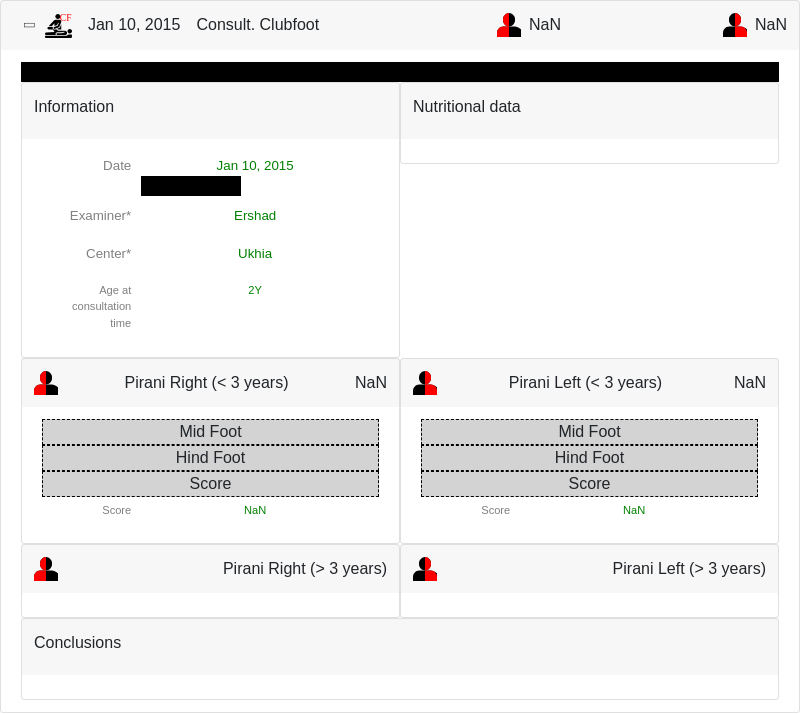 CF
Jan 10, 2015 Consult. Clubfoot NaN NaN
Information
Nutritional data
Date Jan 10, 2015
Examiner* Ershad
Center* Ukhia
Age at 2Y
consultation
time
Pirani Right (< 3 years) NaN
Mid Foot
Hind Foot
Score
Score NaN
Pirani Left (< 3 years) NaN
Mid Foot
Hind Foot
Score
Score NaN
Pirani Right (> 3 years)
Pirani Left (> 3 years)
Conclusions